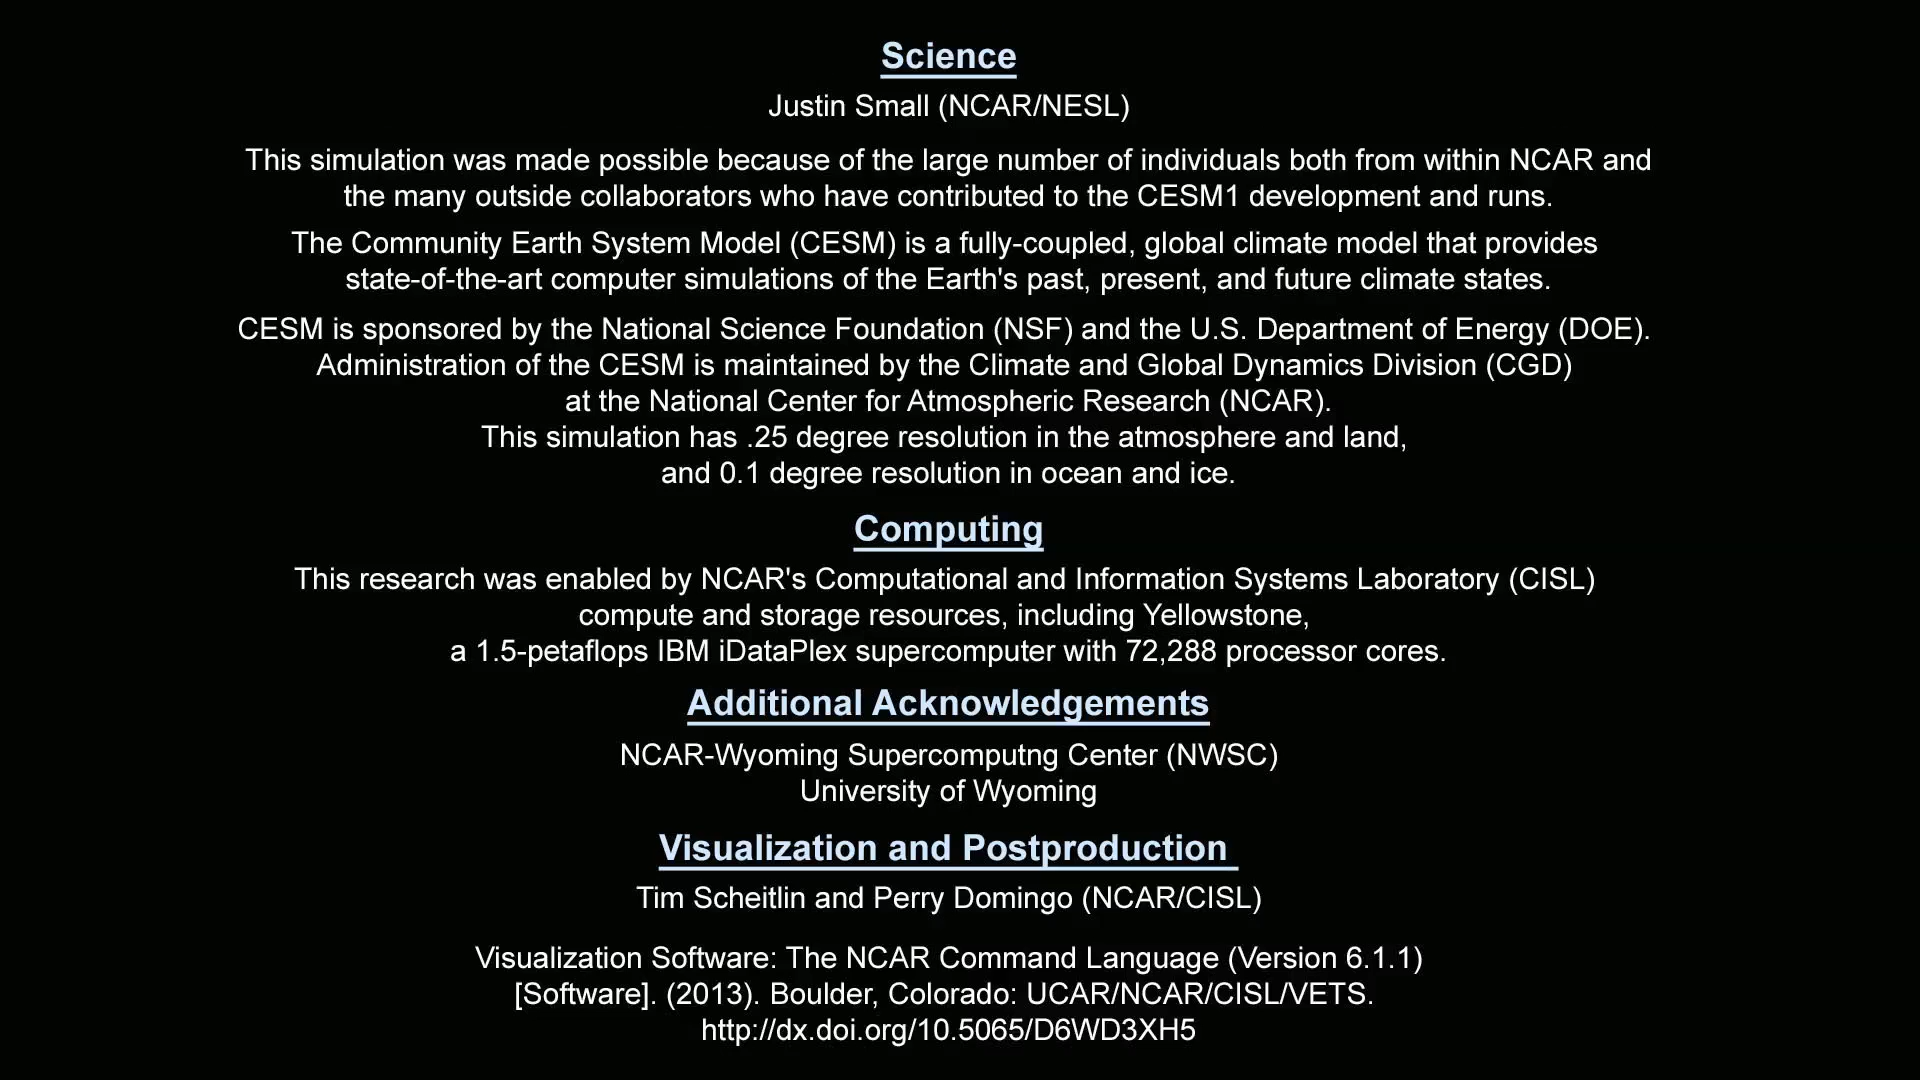 Science
Justin Small (NCAR/NESL)
This simulation was made possible because of the large number of individuals both from within NCAR and
the many outside collaborators who have contributed to the CESM1 development and runs.
The Community Earth System Model (CESM) is a fully-coupled, global climate model that provides
state-of-the-art computer simulations of the Earth's past, present, and future climate states.
CESM is sponsored by the National Science Foundation (NSF) and the U.S. Department of Energy (DOE).
Administration of the CESM is maintained by the Climate and Global Dynamics Division (CGD)
at the National Center for Atmospheric Research (NCAR).
This simulation has .25 degree resolution in the atmosphere and land,
and 0.1 degree resolution in ocean and ice.
Computing
This research was enabled by NCAR's Computational and Information Systems Laboratory (CISL)
compute and storage resources, including Yellowstone,
a 1.5-petaflops IBM iDataPlex supercomputer with 72,288 processor cores.
Additional Acknowledgements
NCAR-Wyoming Supercomputng Center (NWSC)
University of Wyoming
Visualization and Postproduction
Tim Scheitlin and Perry Domingo (NCAR/CISL)
Visualization Software: The NCAR Command Language (Version 6.1.1)
[Software]. (2013). Boulder, Colorado: UCAR/NCAR/CISL/VETS.
http://dx.doi.org/10.5065/D6WD3XH5